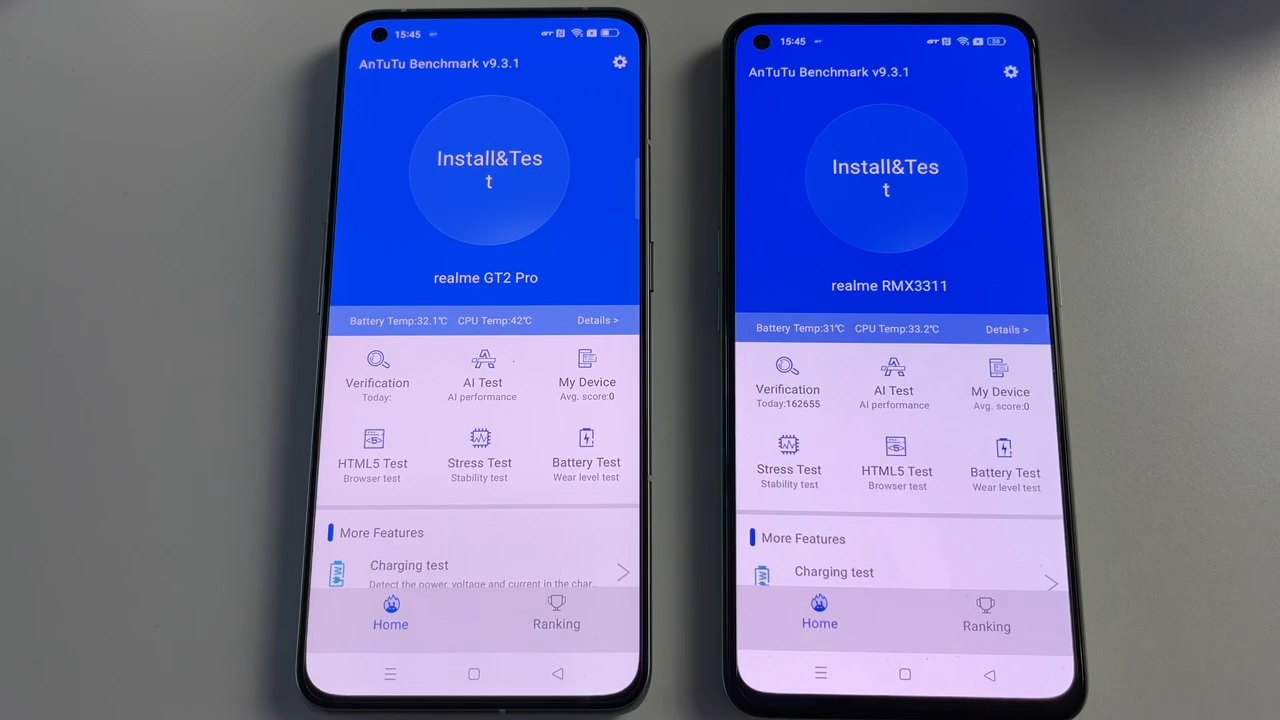 15:45
GT
AnTuTu Benchmark v9.3.1
Install&Tes
t
realme GT2 Pro
Battery Temp:32.1℃ CPU Temp:42℃ Details >
Verification AI Test My Device
Today: AI performance Avg. score:0
HTML5 Test Stress Test Battery Test
Browser test Stability test Wear level test
More Features
Charging test
Detect the power, voltage and current in the char...
Home Ranking
15:45
GT 36
AnTuTu Benchmark v9.3.1
Install&Tes
t
realme RMX3311
Battery Temp:31℃ CPU Temp:33.2℃ Details >
Verification AI Test My Device
Today:162655 AI performance Avg. score:0
Stress Test HTML5 Test Battery Test
Stability test Browser test Wear level test
More Features
Charging test
Home Ranking